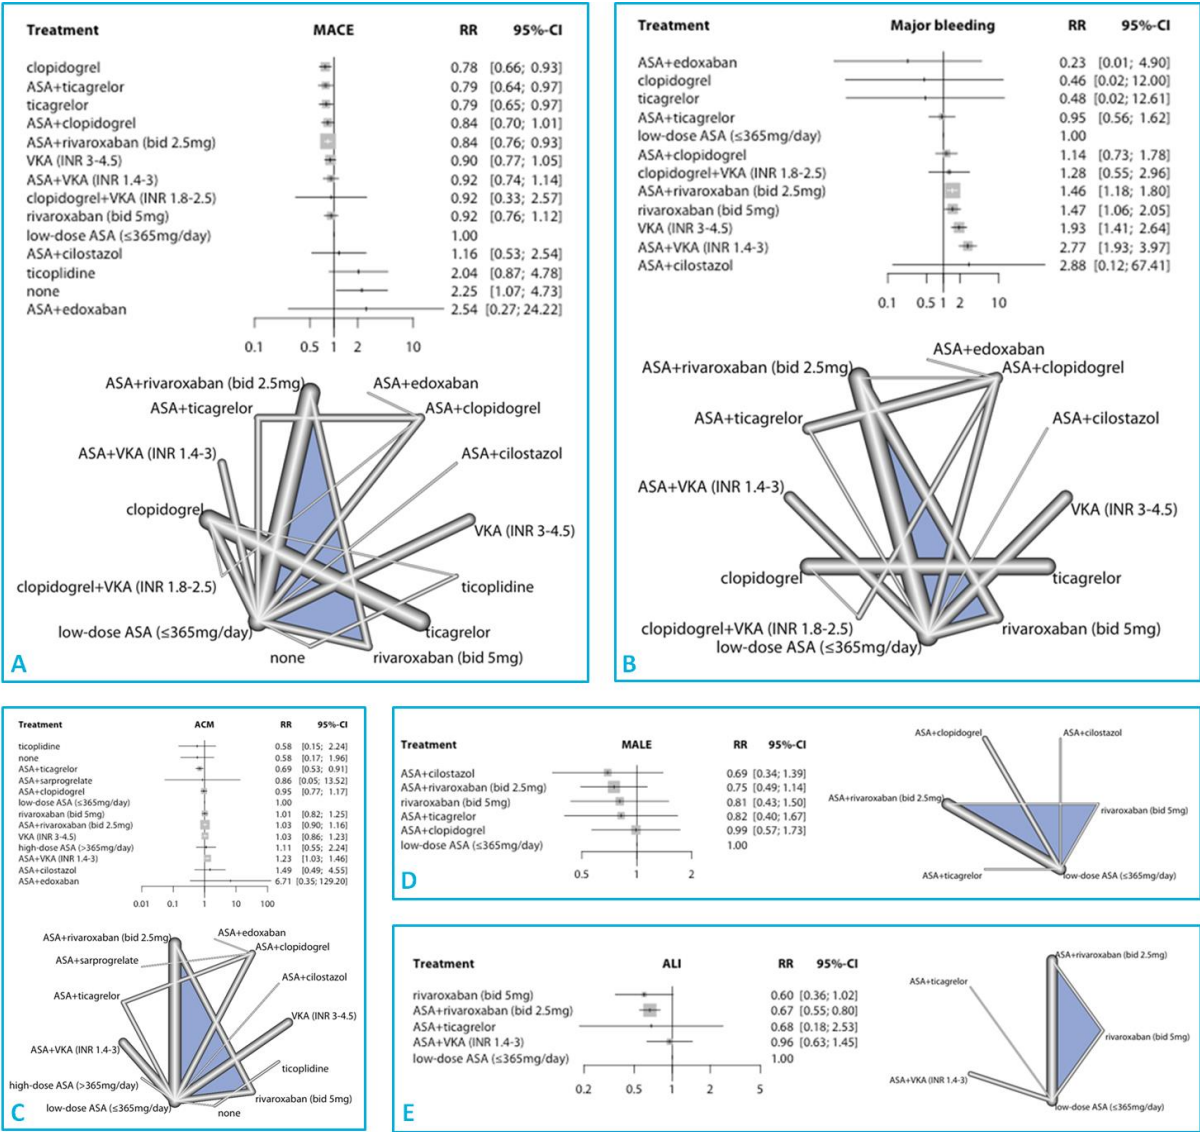 Treatment MACE RR 95%-CI
clopidogrel 0.78 [0.66; 0.93]
ASA+ticagrelor 0.79 [0.64; 0.97]
ticagrelor 0.79 [0.65; 0.97]
ASA+clopidogrel 0.84 [0.70; 1.01]
ASA+rivaroxaban (bid 2.5mg) 0.84 [0.76; 0.93]
VKA (INR 3-4.5) 0.90 [0.77; 1.05]
ASA+VKA (INR 1.4-3) 0.92 [0.74; 1.14]
clopidogrel+VKA (INR 1.8-2.5) 0.92 [0.33; 2.57]
rivaroxaban (bid 5mg) 0.92 [0.76; 1.12]
low-dose ASA (≤365mg/day) 1.00
ASA+cilostazol 1.16 [0.53; 2.54]
ticoplidine 2.04 [0.87; 4.78]
none 2.25 [1.07; 4.73]
ASA+edoxaban 2.54 [0.27; 24.22]
0.1 0.5 1 2 10
ASA+rivaroxaban (bid 2.5mg) ASA+edoxaban
ASA+ticagrelor ASA+clopidogrel
ASA+VKA (INR 1.4-3) ASA+cilostazol
clopidogrel
VKA (INR 3-4.5)
clopidogrel+VKA (INR 1.8-2.5) ticoplidine
low-dose ASA (≤365mg/day) ticagrelor
none rivaroxaban (bid 5mg)
A
Treatment Major bleeding RR 95%-CI
ASA+edoxaban 0.23 [0.01; 4.90]
clopidogrel 0.46 [0.02; 12.00]
ticagrelor 0.48 [0.02; 12.61]
ASA+ticagrelor 0.95 [0.56; 1.62]
low-dose ASA (≤365mg/day) 1.00
ASA+clopidogrel 1.14 [0.73; 1.78]
clopidogrel+VKA (INR 1.8-2.5) 1.28 [0.55; 2.96]
ASA+rivaroxaban (bid 2.5mg) 1.46 [1.18; 1.80]
rivaroxaban (bid 5mg) 1.47 [1.06; 2.05]
VKA (INR 3-4.5) 1.93 [1.41; 2.64]
ASA+VKA (INR 1.4-3) 2.77 [1.93; 3.97]
ASA+cilostazol 2.88 [0.12; 67.41]
0.1 0.5 1 2 10
ASA+edoxaban
ASA+rivaroxaban (bid 2.5mg) ASA+clopidogrel
ASA+ticagrelor ASA+cilostazol
ASA+VKA (INR 1.4-3)
VKA (INR 3-4.5)
clopidogrel ticagrelor
clopidogrel+VKA (INR 1.8-2.5) rivaroxaban (bid 5mg)
low-dose ASA (≤365mg/day)
B
Treatment ACM RR 95%-CI
ticoplidine 0.58 [0.15; 2.24]
none 0.58 [0.17; 1.96]
ASA+ticagrelor 0.69 [0.53; 0.91]
ASA+sarprogrelate 0.86 [0.05; 13.52]
ASA+clopidogrel 0.95 [0.77; 1.17]
low-dose ASA (≤365mg/day) 1.00
rivaroxaban (bid 5mg) 1.01 [0.82; 1.25]
ASA+rivaroxaban (bid 2.5mg) 1.03 [0.90; 1.16]
VKA (INR 3-4.5) 1.03 [0.86; 1.23]
high-dose ASA (>365mg/day) 1.11 [0.55; 2.24]
ASA+VKA (INR 1.4-3) 1.23 [1.03; 1.46]
ASA+cilostazol 1.49 [0.49; 4.55]
ASA+edoxaban 6.71 [0.35; 129.20]
0.01 0.1 1 10 100
ASA+rivaroxaban (bid 2.5mg) ASA+edoxaban
ASA+clopidogrel
ASA+sarprogrelate
ASA+cilostazol
ASA+ticagrelor
VKA (INR 3-4.5)
ASA+VKA (INR 1.4-3)
ticoplidine
high-dose ASA (>365mg/day)
rivaroxaban (bid 5mg)
low-dose ASA (≤365mg/day) none
C
Treatment MALE RR 95%-CI
ASA+cilostazol 0.69 [0.34; 1.39]
ASA+rivaroxaban (bid 2.5mg) 0.75 [0.49; 1.14]
rivaroxaban (bid 5mg) 0.81 [0.43; 1.50]
ASA+ticagrelor 0.82 [0.40; 1.67]
ASA+clopidogrel 0.99 [0.57; 1.73]
low-dose ASA (≤365mg/day) 1.00
0.5 1 2
ASA+clopidogrel ASA+cilostazol
ASA+rivaroxaban (bid 2.5mg)
rivaroxaban (bid 5mg)
ASA+ticagrelor low-dose ASA (≤365mg/day)
D
Treatment ALI RR 95%-CI
rivaroxaban (bid 5mg) 0.60 [0.36; 1.02]
ASA+rivaroxaban (bid 2.5mg) 0.67 [0.55; 0.80]
ASA+ticagrelor 0.68 [0.18; 2.53]
ASA+VKA (INR 1.4-3) 0.96 [0.63; 1.45]
low-dose ASA (≤365mg/day) 1.00
0.2 0.5 1 2 5
ASA+rivaroxaban (bid 2.5mg)
ASA+ticagrelor
rivaroxaban (bid 5mg)
ASA+VKA (INR 1.4-3)
low-dose ASA (≤365mg/day)
E